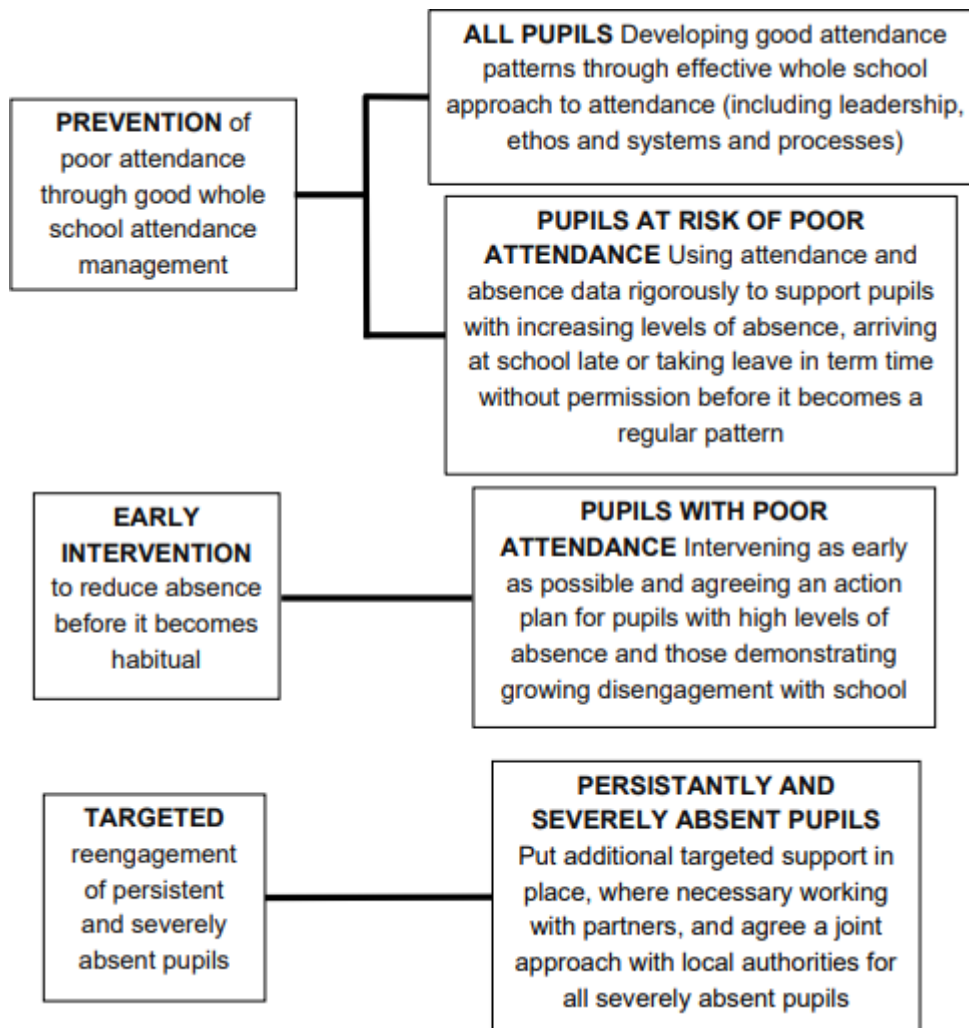 ALL PUPILS Developing good attendance
patterns through effective whole school
approach to attendance (including leadership,
ethos and systems and processes)
PREVENTION of
poor attendance
through good whole
school attendance
management
PUPILS AT RISK OF POOR
ATTENDANCE Using attendance and
absence data rigorously to support pupils
with increasing levels of absence, arriving
at school late or taking leave in term time
without permission before it becomes a
regular pattern
EARLY
INTERVENTION
to reduce absence
before it becomes
habitual
PUPILS WITH POOR
ATTENDANCE Intervening as early
as possible and agreeing an action
plan for pupils with high levels of
absence and those demonstrating
growing disengagement with school
TARGETED
reengagement
of persistent
and severely
absent pupils
PERSISTANTLY AND
SEVERELY ABSENT PUPILS
Put additional targeted support in
place, where necessary working
with partners, and agree a joint
approach with local authorities for
all severely absent pupils